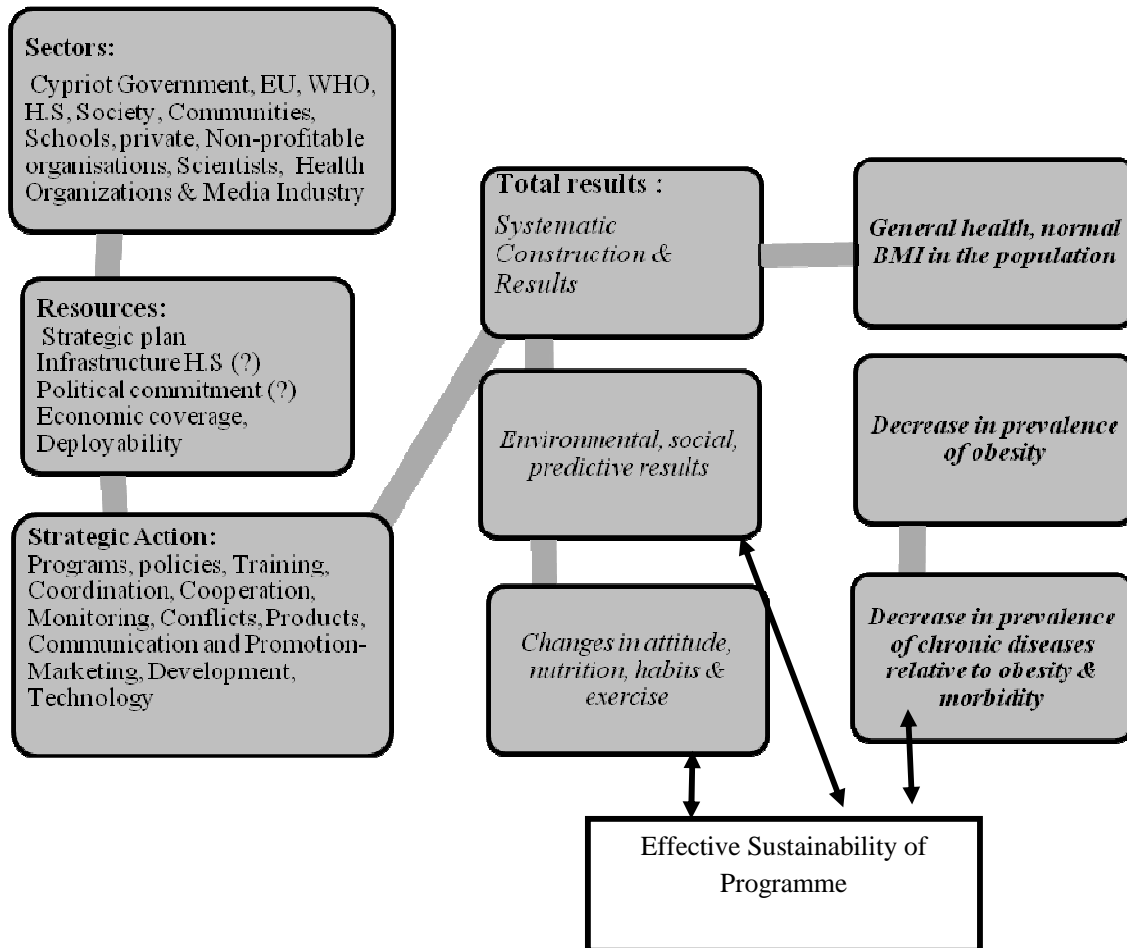 Sectors:
Cypriot Government, EU, WHO,
H.S, Society, Communities,
Schools, private, Non-profitable
organisations, Scientists, Health
Organizations & Media Industry
Resources:
Strategic plan
Infrastructure H.S (?)
Political commitment (?)
Economic coverage,
Deployability
Strategic Action:
Programs, policies, Training,
Coordination, Cooperation,
Monitoring, Conflicts, Products,
Communication and Promotion-
Marketing, Development,
Technology
Total results :
Systematic
Construction &
Results
Environmental, social,
predictive results
Changes in attitude,
nutrition, habits &
exercise
General health, normal
BMI in the population
Decrease in prevalence
of obesity
Decrease in prevalence
of chronic diseases
relative to obesity &
morbidity
Effective Sustainability of
Programme